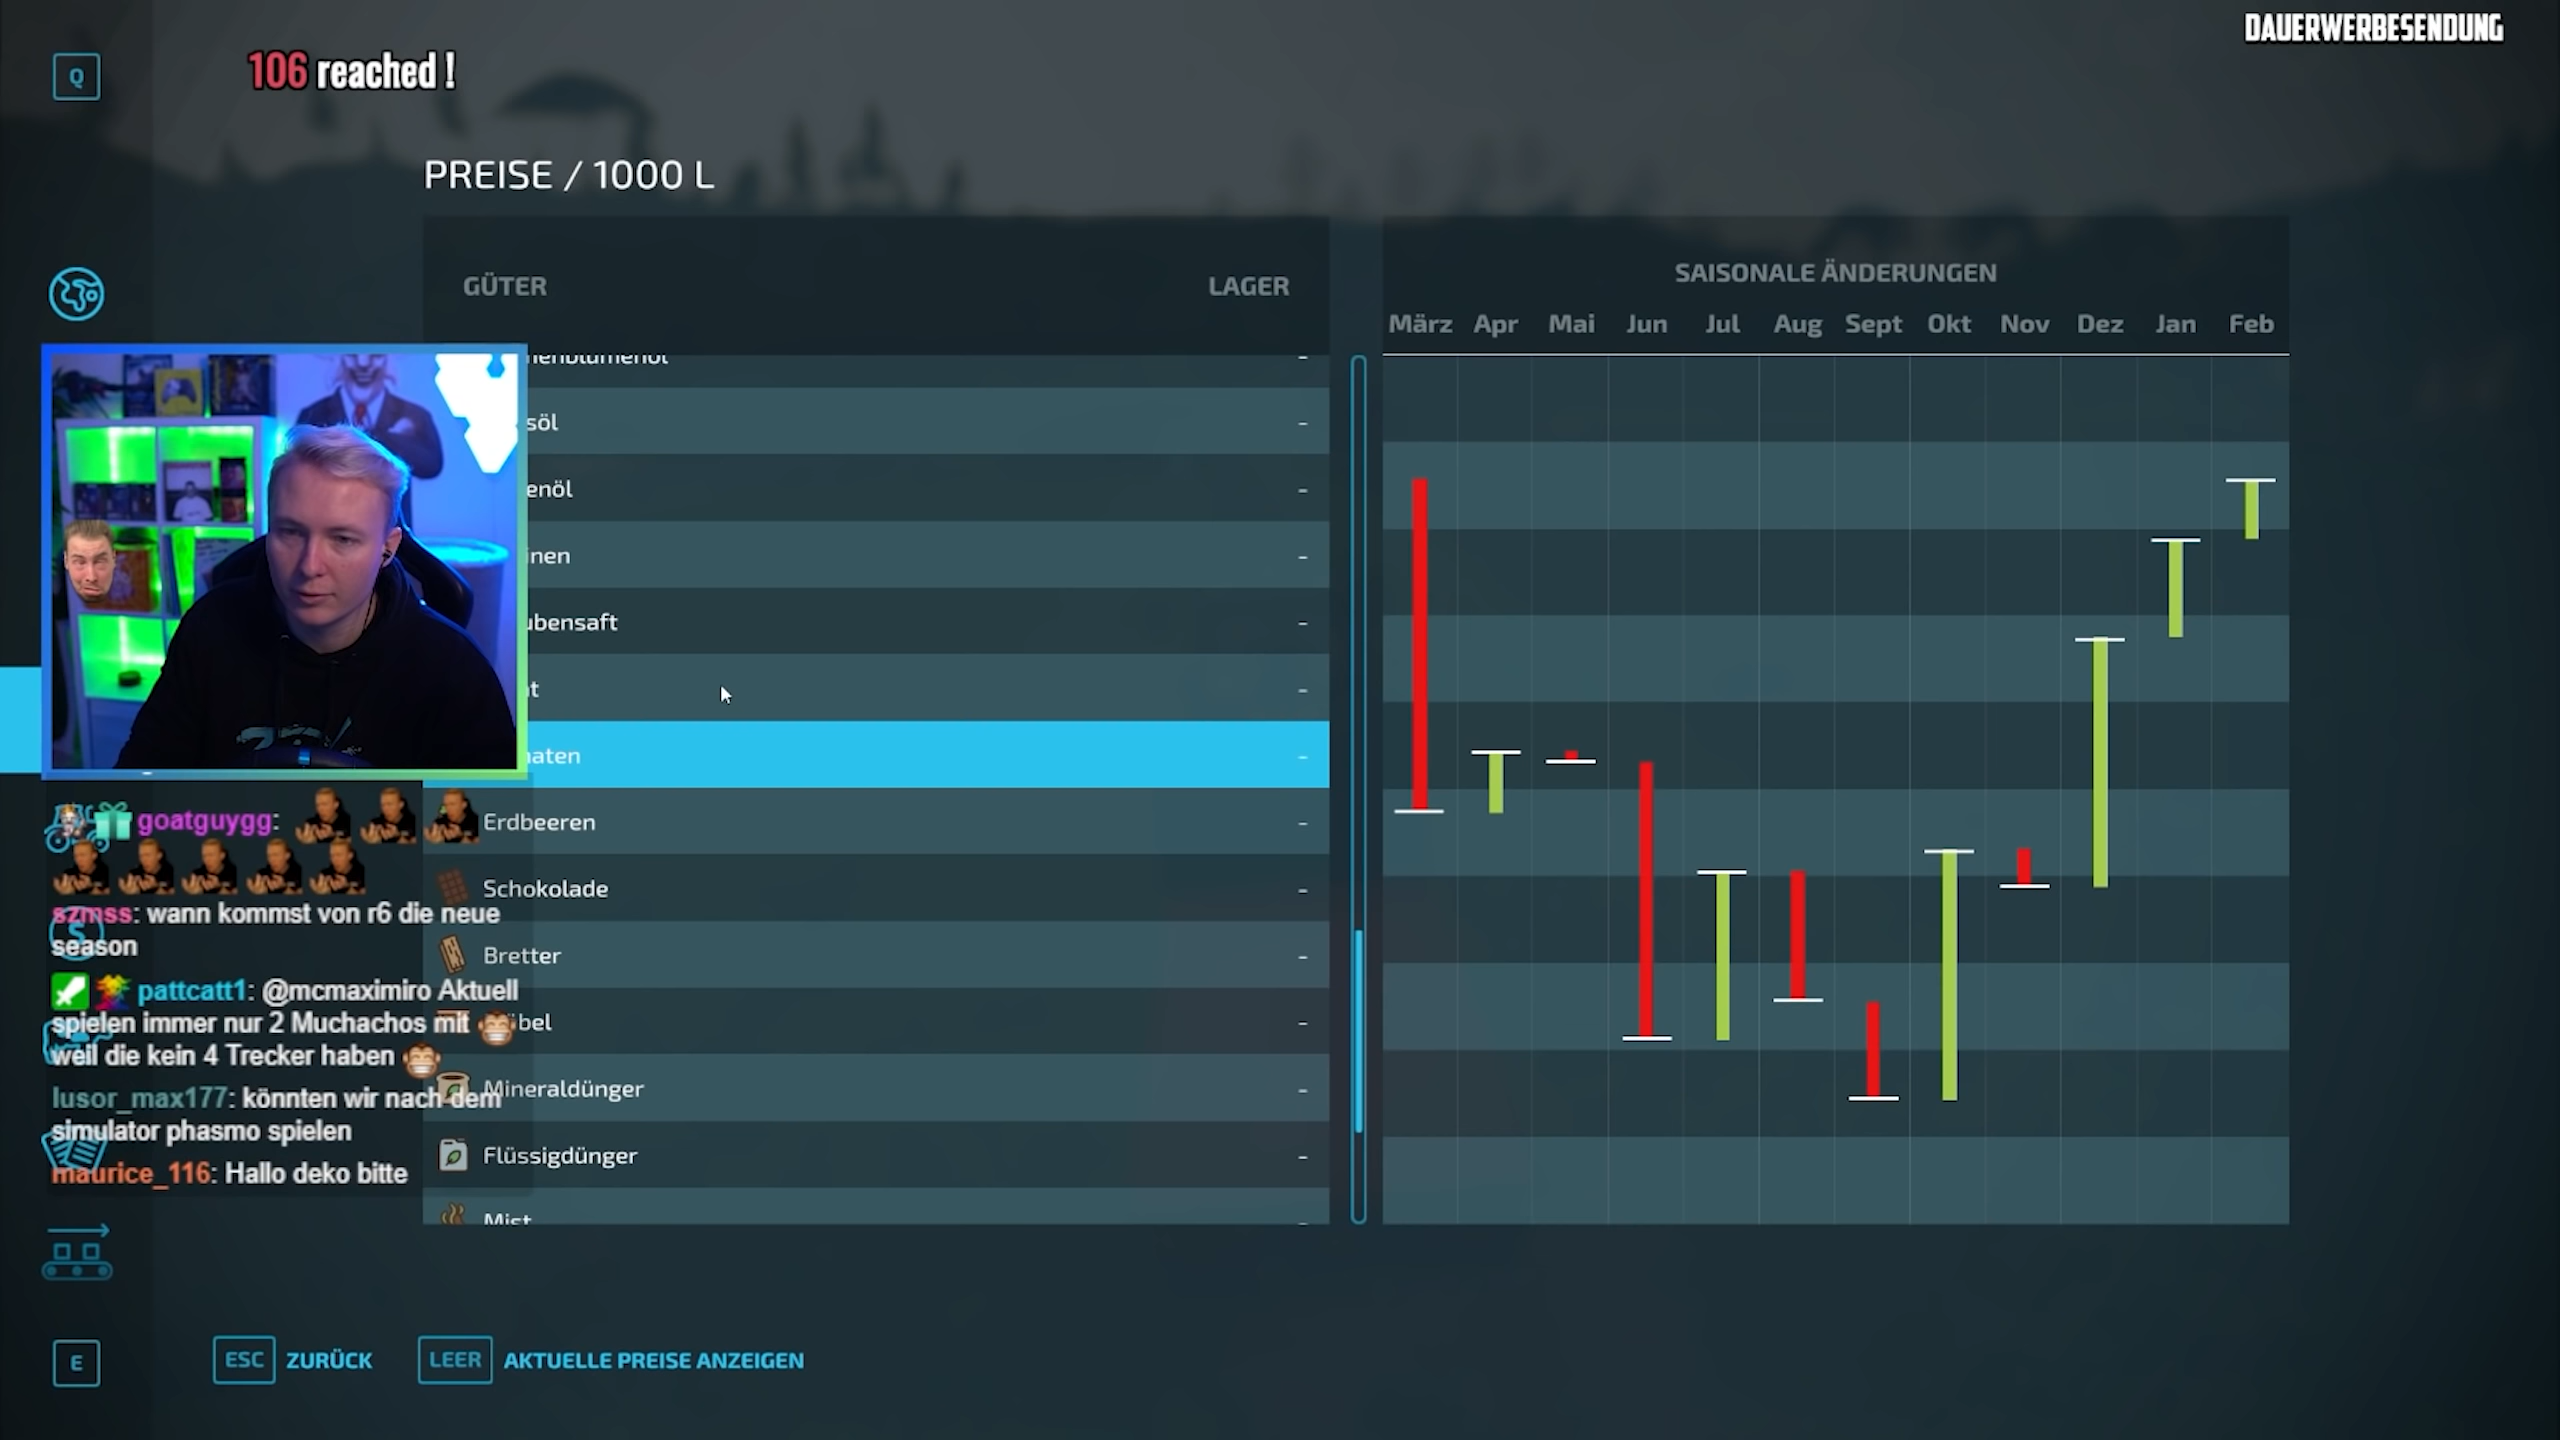 DAUERWERBESENDUNG
Q
106 reached !
PREISE / 1000 L
GÜTER LAGER
SAISONALE ÄNDERUNGEN
März Apr Mai Jun Jul Aug Sept Okt Nov Dez Jan Feb
nenblumenöl -
söl -
enöl -
inen -
ubensaft -
t -
naten -
Erdbeeren -
Schokolade -
Bretter -
bel -
Mineraldünger -
Flüssigdünger -
Mist
goatguygg:
szmss: wann kommst von r6 die neue
season
pattcatt1: @mcmaximiro Aktuell
spielen immer nur 2 Muchachos mit
weil die kein 4 Trecker haben
lusor_max177: könnten wir nach dem
simulator phasmo spielen
maurice_116: Hallo deko bitte
E
ESC ZURÜCK LEER AKTUELLE PREISE ANZEIGEN